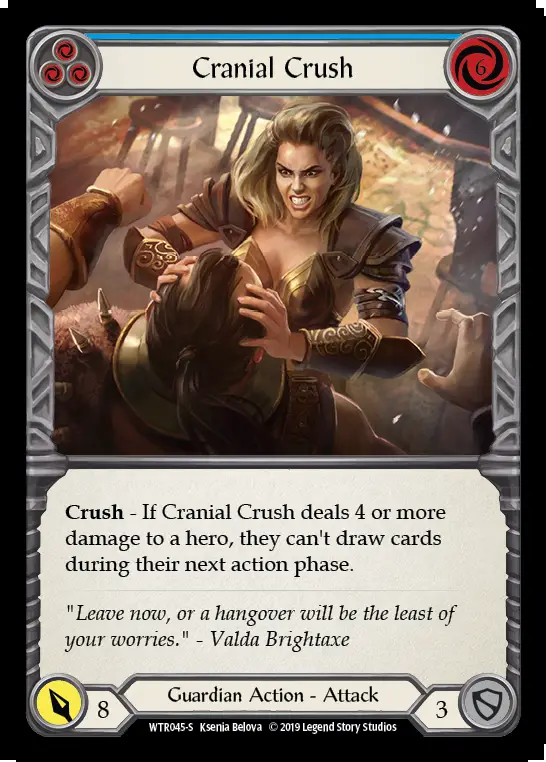 Cranial Crush
6
Crush - If Cranial Crush deals 4 or more
damage to a hero, they can't draw cards
during their next action phase.
"Leave now, or a hangover will be the least of
your worries." - Valda Brightaxe
8
Guardian Action - Attack
3
WTR045-S Ksenia Belova © 2019 Legend Story Studios